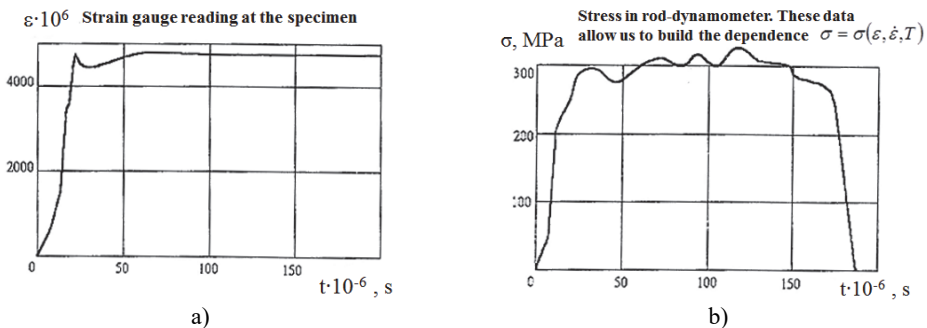 ε·10⁶ Strain gauge reading at the specimen
4000
2000
0 50 100 150
t·10⁻⁶ , s
a)
Stress in rod-dynamometer. These data
σ, MPa allow us to build the dependence σ = σ(ε,ε̇,T)
300
200
:00
0 50 100 150
t·10⁻⁶ , s
b)